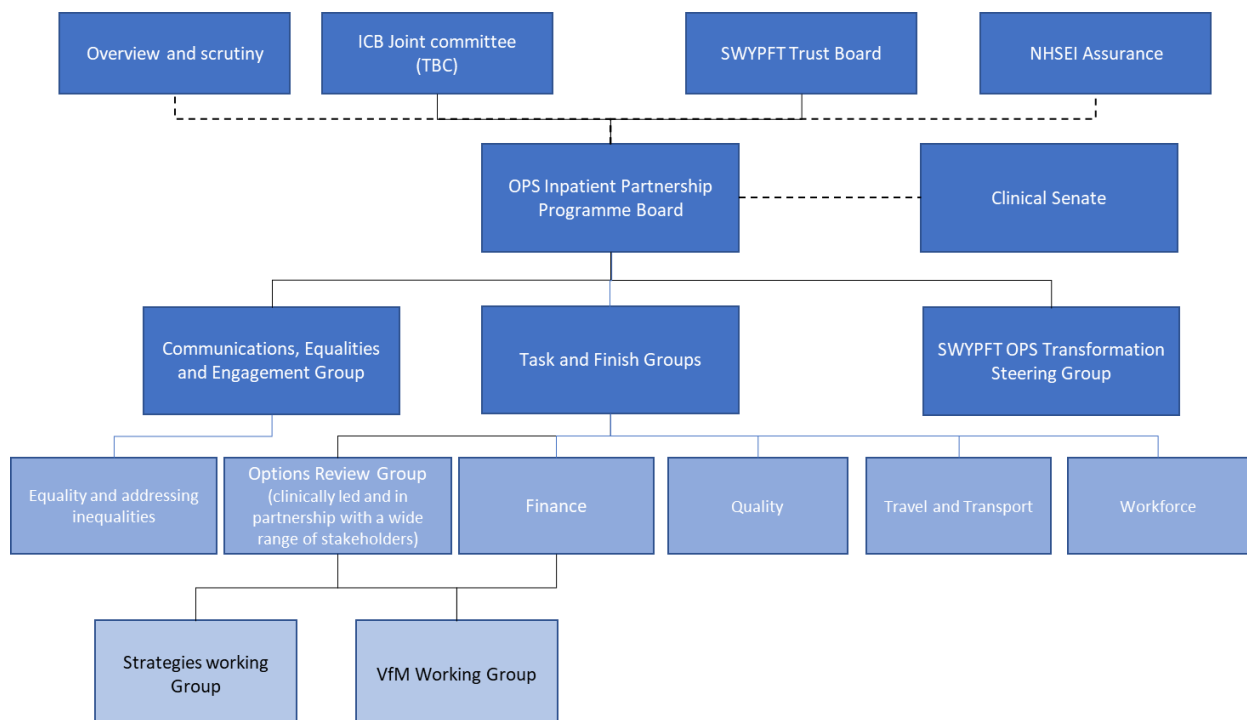 Overview and scrutiny
ICB Joint committee
(TBC)
SWYPFT Trust Board
NHSEI Assurance
OPS Inpatient Partnership
Programme Board
Clinical Senate
Communications, Equalities
and Engagement Group
Task and Finish Groups
SWYPFT OPS Transformation
Steering Group
Equality and addressing
inequalities
Options Review Group
(clinically led and in
partnership with a wide
range of stakeholders)
Finance
Quality
Travel and Transport
Workforce
Strategies working
Group
VfM Working Group